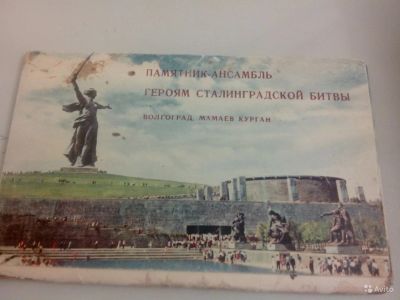 ПАМЯТНИК-АНСАМБЛЬ
ГЕРОЯМ СТАЛИНГРАДСКОЙ БИТВЫ
ВОЛГОГРАД. МАМАЕВ КУРГАН
Avito